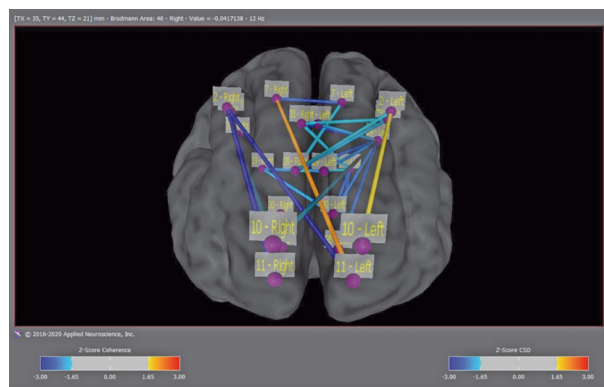 [TX = 35, TY = 44, TZ = 21] mm - Brodmann Area: 46 - Right - Value = -0.0417138 - 12 Hz
7 - Right
2 - Right
2 - Left
10 - Right
10 - Left
11 - Right
11 - Left
© 2016-2020 Applied Neuroscience, Inc.
Z-Score Coherence
Z-Score CSD
-3.00 -1.65 0.00 1.65 3.00
-3.00 -1.65 0.00 1.65 3.00